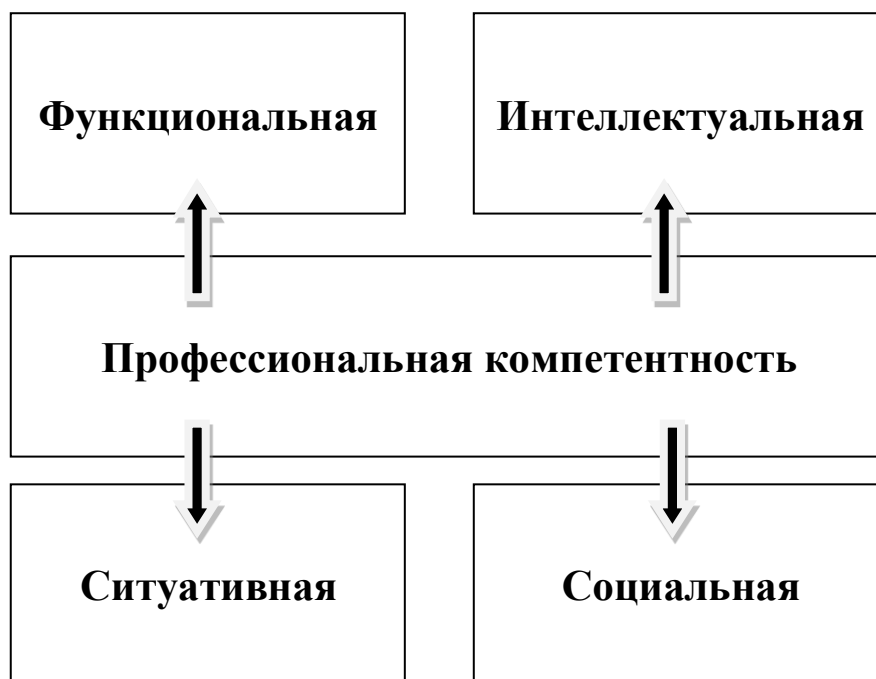 Функциональная
Интеллектуальная
Профессиональная компетентность
Ситуативная
Социальная